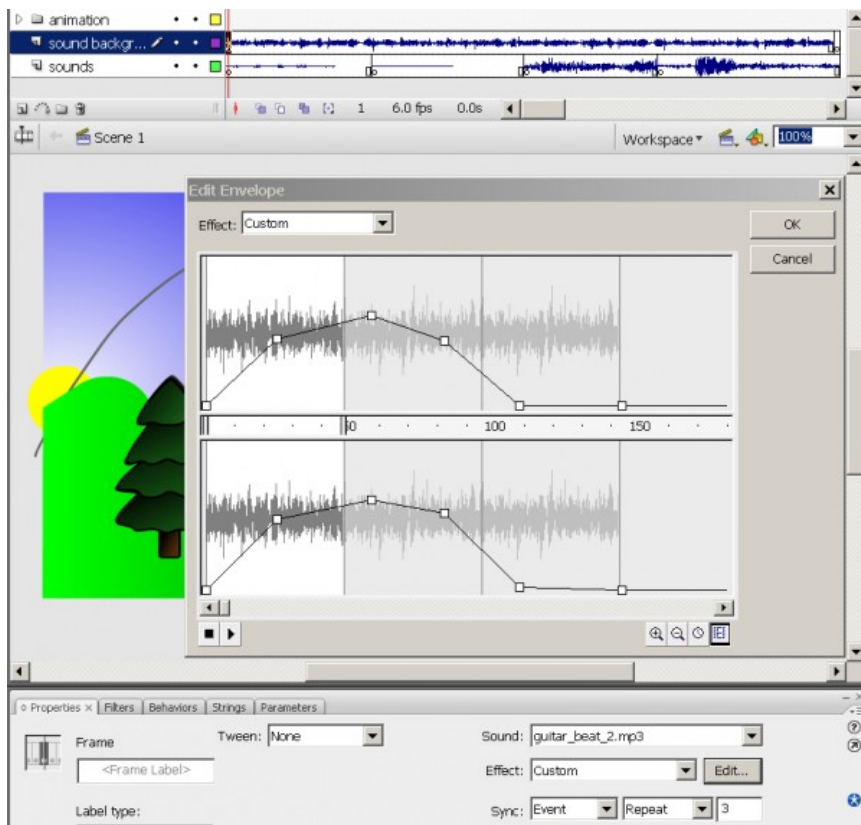 animation
sound backgr...
sounds
1 6.0 fps 0.0s
Scene 1
Workspace
100%
Edit Envelope
Effect: Custom
OK
Cancel
50 100 150
Properties Filters Behaviors Strings Parameters
Frame
Tween: None
Sound: guitar_beat_2.mp3
<Frame Label>
Effect: Custom
Edit...
Label type:
Sync: Event Repeat 3